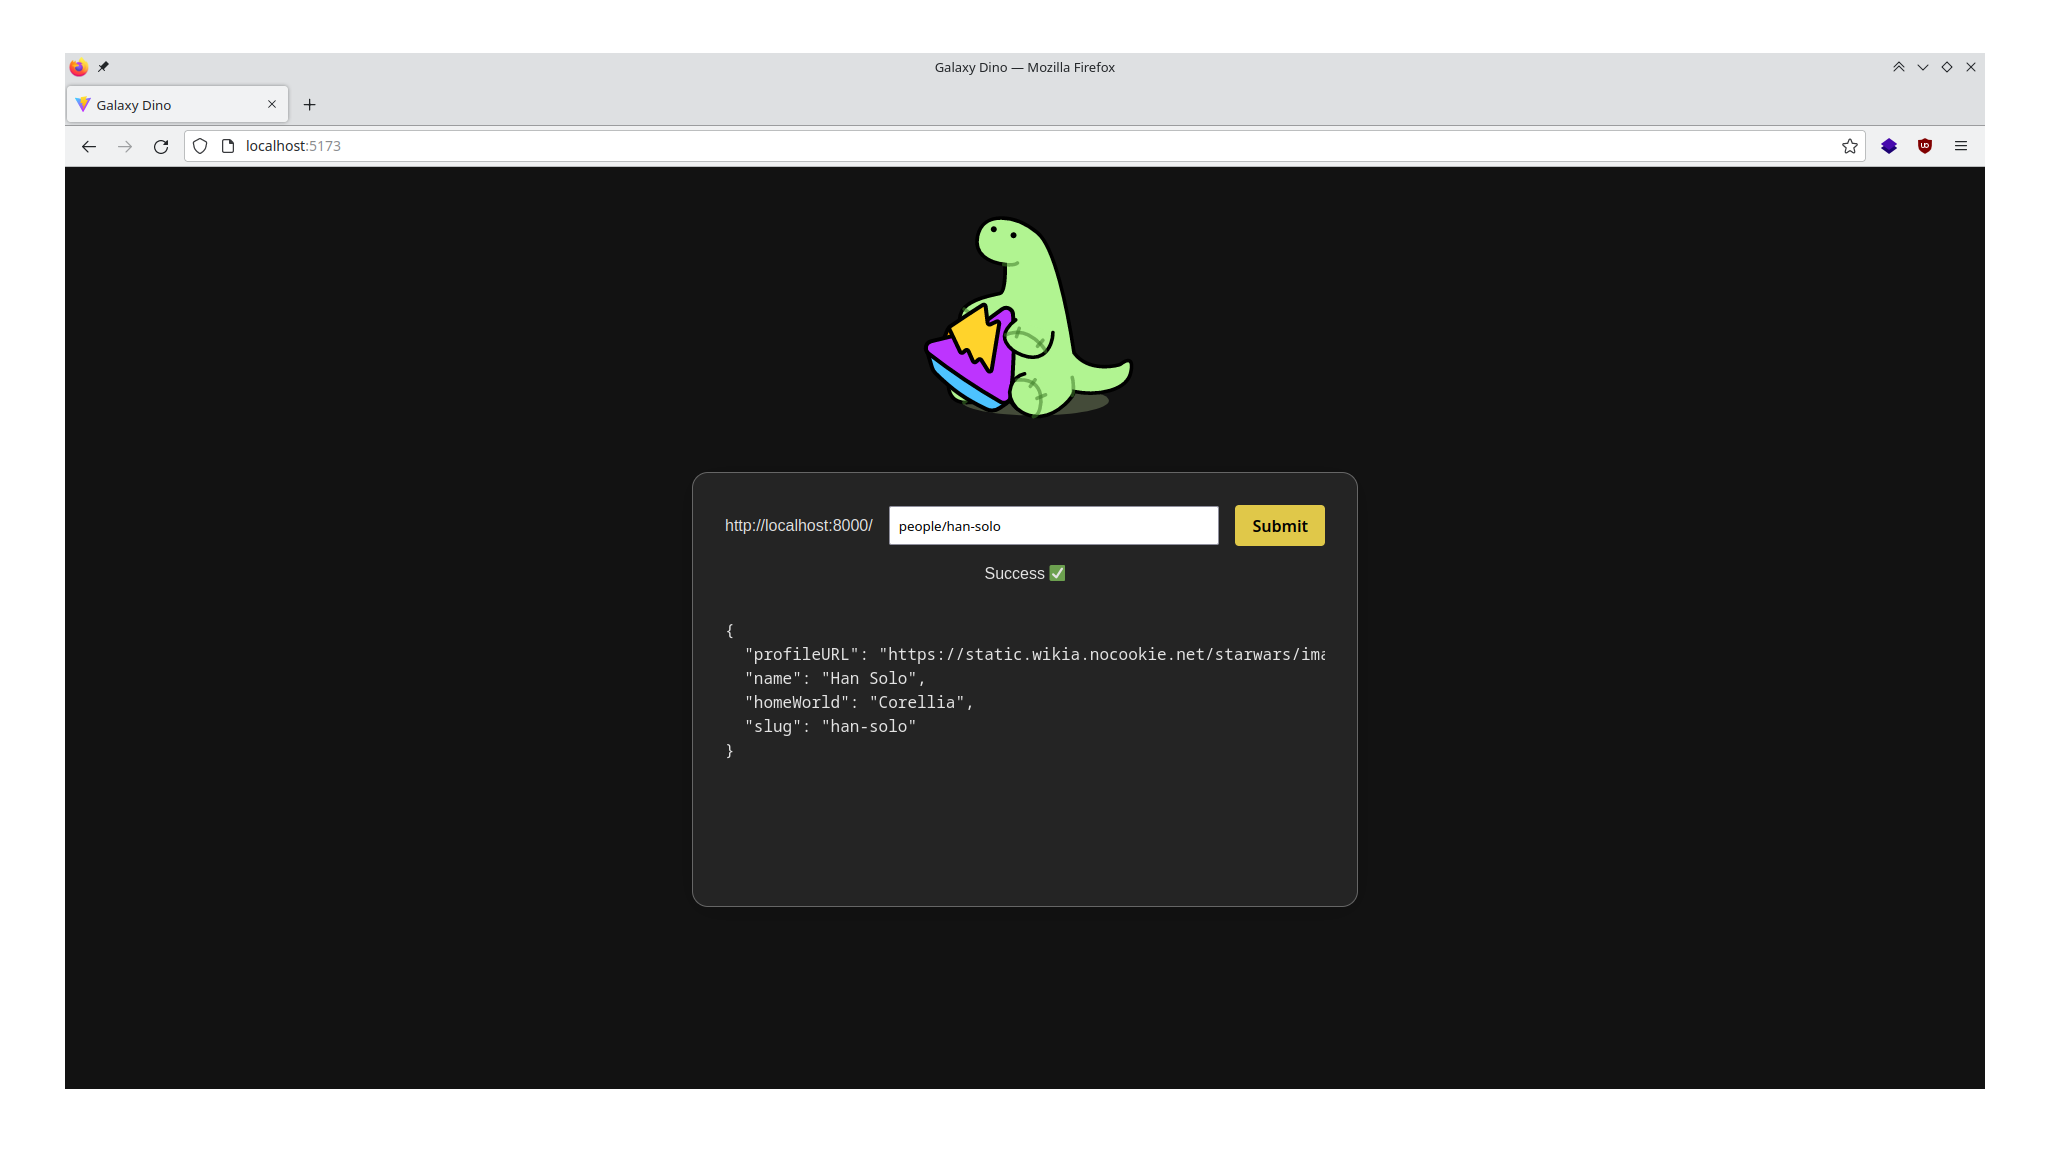 Galaxy Dino — Mozilla Firefox
Galaxy Dino
localhost:5173
http://localhost:8000/ people/han-solo Submit
Success ✅
{
  "profileURL": "https://static.wikia.nocookie.net/starwars/ima
  "name": "Han Solo",
  "homeWorld": "Corellia",
  "slug": "han-solo"
}